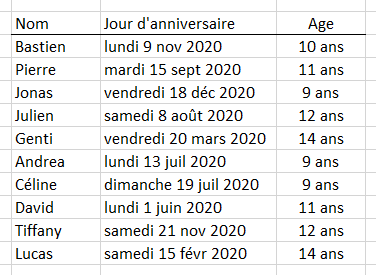 Nom Jour d'anniversaire Age
Bastien lundi 9 nov 2020 10 ans
Pierre mardi 15 sept 2020 11 ans
Jonas vendredi 18 déc 2020 9 ans
Julien samedi 8 août 2020 12 ans
Genti vendredi 20 mars 2020 14 ans
Andrea lundi 13 juil 2020 9 ans
Céline dimanche 19 juil 2020 9 ans
David lundi 1 juin 2020 11 ans
Tiffany samedi 21 nov 2020 12 ans
Lucas samedi 15 févr 2020 14 ans